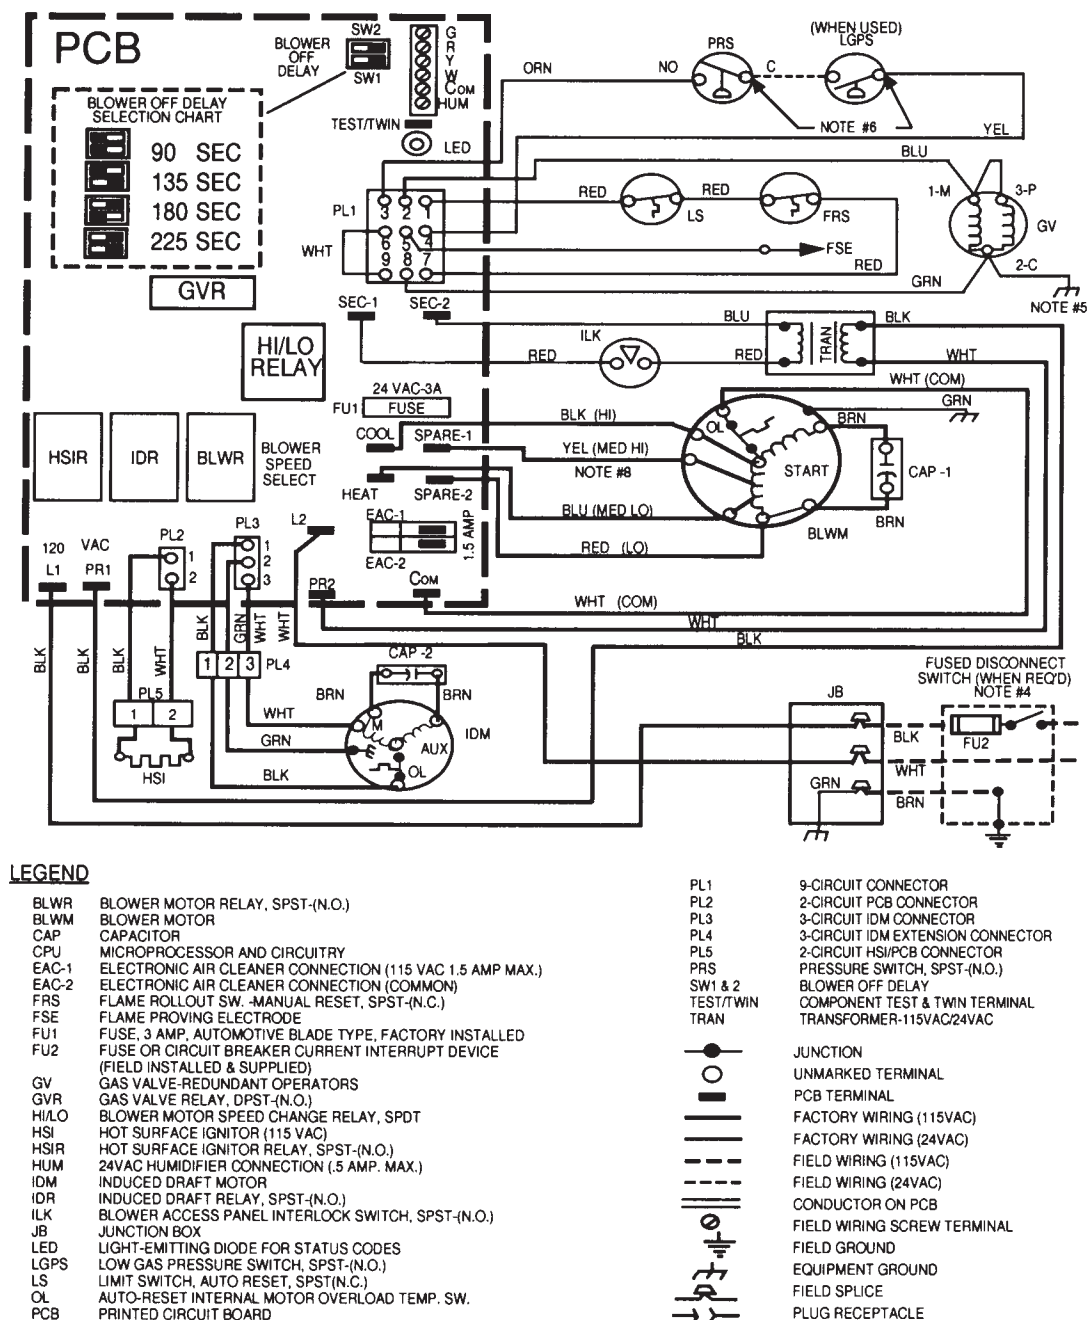 PCB
SW2
BLOWER
OFF
DELAY
SW1
G
R
Y
W
COM
HUM
TEST/TWIN
LED
BLOWER OFF DELAY
SELECTION CHART
90 SEC
135 SEC
180 SEC
225 SEC
GVR
HI/LO
RELAY
PL1
3 2 1
6 5 4
9 8 7
WHT
SEC-1
SEC-2
24 VAC-3A
FU1
FUSE
COOL
SPARE-1
HEAT
SPARE-2
HSIR
IDR
BLWR
BLOWER
SPEED
SELECT
EAC-1
EAC-2
1.5 AMP
120 VAC
L1
PR1
PL2
1
2
PL3
1
2
3
L2
PR2
COM
ORN
NO
PRS
C
(WHEN USED)
LGPS
NOTE #6
YEL
BLU
RED
LS
RED
FRS
FSE
RED
GRN
1-M
3-P
GV
2-C
NOTE #5
BLU
TRAN
BLK
ILK
RED
RED
WHT
WHT (COM)
GRN
BLK (HI)
OL
BRN
YEL (MED HI)
NOTE #8
START
CAP -1
BLU (MED LO)
BLWM
BRN
RED (LO)
WHT (COM)
WHT
BLK
BLK
BLK
BLK
WHT
BLK
GRN
WHT
WHT
1 2 3
PL4
PL5
1 2
HSI
CAP -2
BRN
BRN
WHT
M
AUX
IDM
GRN
BLK
OL
JB
FUSED DISCONNECT
SWITCH (WHEN REQ'D)
NOTE #4
BLK
FU2
WHT
GRN
BRN
LEGEND
BLWR BLOWER MOTOR RELAY, SPST-(N.O.)
BLWM BLOWER MOTOR
CAP CAPACITOR
CPU MICROPROCESSOR AND CIRCUITRY
EAC-1 ELECTRONIC AIR CLEANER CONNECTION (115 VAC 1.5 AMP MAX.)
EAC-2 ELECTRONIC AIR CLEANER CONNECTION (COMMON)
FRS FLAME ROLLOUT SW. -MANUAL RESET, SPST-(N.C.)
FSE FLAME PROVING ELECTRODE
FU1 FUSE, 3 AMP, AUTOMOTIVE BLADE TYPE, FACTORY INSTALLED
FU2 FUSE OR CIRCUIT BREAKER CURRENT INTERRUPT DEVICE
(FIELD INSTALLED & SUPPLIED)
GV GAS VALVE-REDUNDANT OPERATORS
GVR GAS VALVE RELAY, DPST-(N.O.)
HI/LO BLOWER MOTOR SPEED CHANGE RELAY, SPDT
HSI HOT SURFACE IGNITOR (115 VAC)
HSIR HOT SURFACE IGNITOR RELAY, SPST-(N.O.)
HUM 24VAC HUMIDIFIER CONNECTION (.5 AMP. MAX.)
IDM INDUCED DRAFT MOTOR
IDR INDUCED DRAFT RELAY, SPST-(N.O.)
ILK BLOWER ACCESS PANEL INTERLOCK SWITCH, SPST-(N.O.)
JB JUNCTION BOX
LED LIGHT-EMITTING DIODE FOR STATUS CODES
LGPS LOW GAS PRESSURE SWITCH, SPST-(N.O.)
LS LIMIT SWITCH, AUTO RESET, SPST(N.C.)
OL AUTO-RESET INTERNAL MOTOR OVERLOAD TEMP. SW.
PCB PRINTED CIRCUIT BOARD
PL1 9-CIRCUIT CONNECTOR
PL2 2-CIRCUIT PCB CONNECTOR
PL3 3-CIRCUIT IDM CONNECTOR
PL4 3-CIRCUIT IDM EXTENSION CONNECTOR
PL5 2-CIRCUIT HSI/PCB CONNECTOR
PRS PRESSURE SWITCH, SPST-(N.O.)
SW1 & 2 BLOWER OFF DELAY
TEST/TWIN COMPONENT TEST & TWIN TERMINAL
TRAN TRANSFORMER-115VAC/24VAC
JUNCTION
UNMARKED TERMINAL
PCB TERMINAL
FACTORY WIRING (115VAC)
FACTORY WIRING (24VAC)
FIELD WIRING (115VAC)
FIELD WIRING (24VAC)
CONDUCTOR ON PCB
FIELD WIRING SCREW TERMINAL
FIELD GROUND
EQUIPMENT GROUND
FIELD SPLICE
PLUG RECEPTACLE